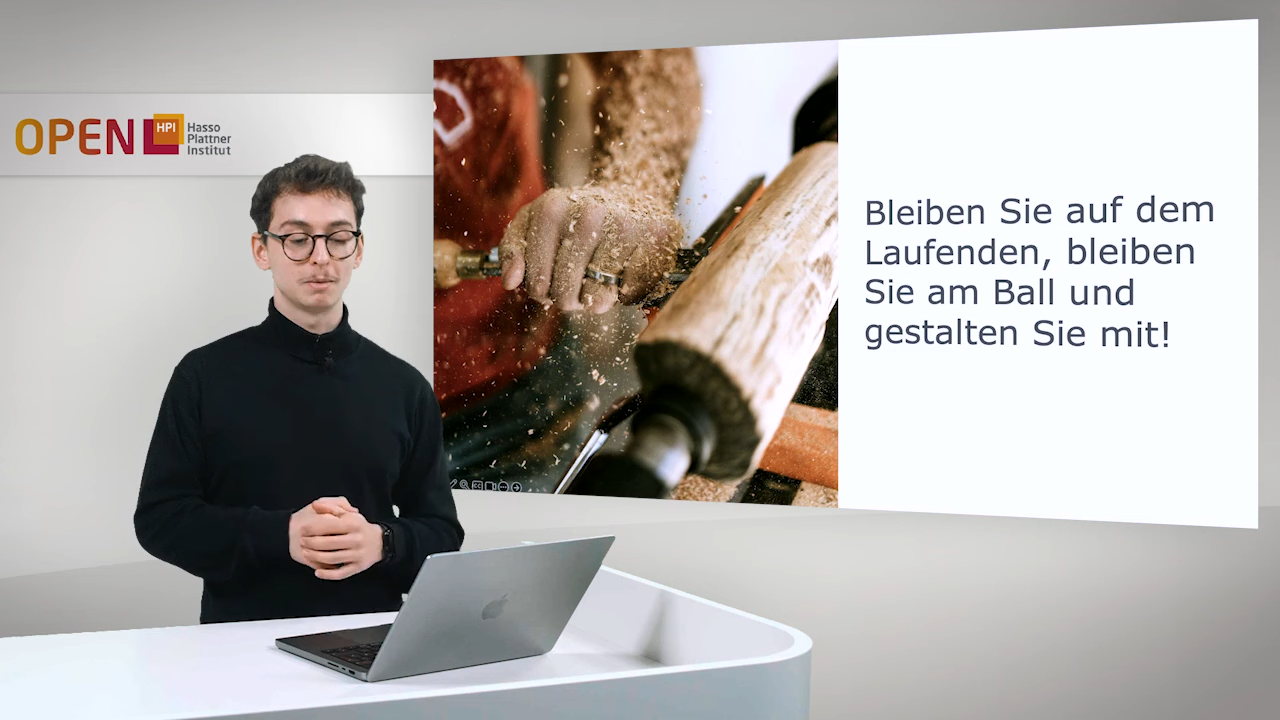 OPEN HPI Hasso
Plattner
Institut
Bleiben Sie auf dem
Laufenden, bleiben
Sie am Ball und
gestalten Sie mit!